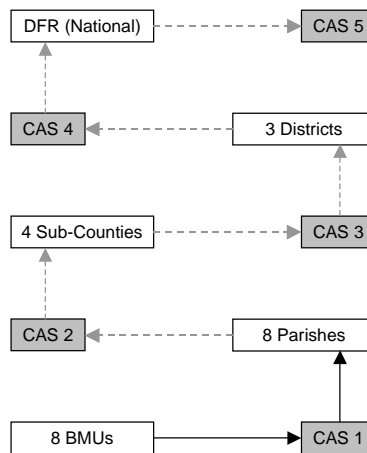 DFR (National)
CAS 5
CAS 4
3 Districts
4 Sub-Counties
CAS 3
CAS 2
8 Parishes
8 BMUs
CAS 1